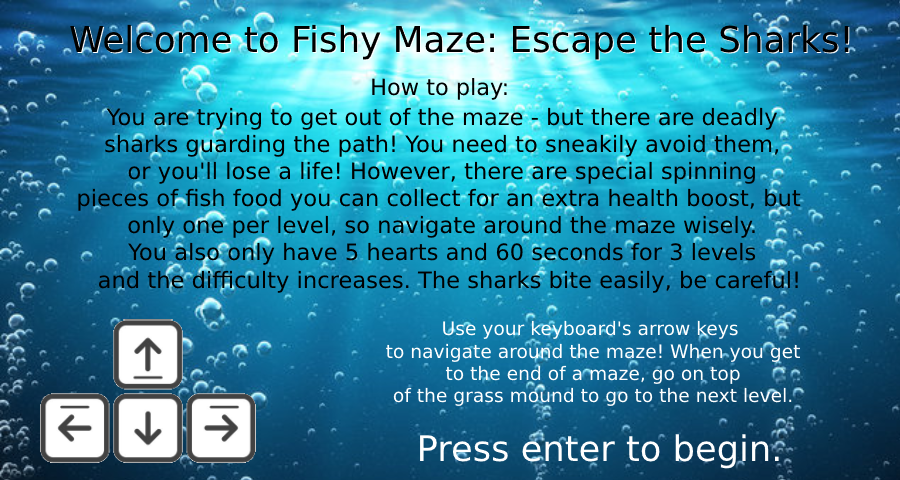 Welcome to Fishy Maze: Escape the Sharks!
How to play:
You are trying to get out of the maze - but there are deadly
sharks guarding the path! You need to sneakily avoid them,
or you'll lose a life! However, there are special spinning
pieces of fish food you can collect for an extra health boost, but
only one per level, so navigate around the maze wisely.
You also only have 5 hearts and 60 seconds for 3 levels
and the difficulty increases. The sharks bite easily, be careful!
Use your keyboard's arrow keys
to navigate around the maze! When you get
to the end of a maze, go on top
of the grass mound to go to the next level.
Press enter to begin.